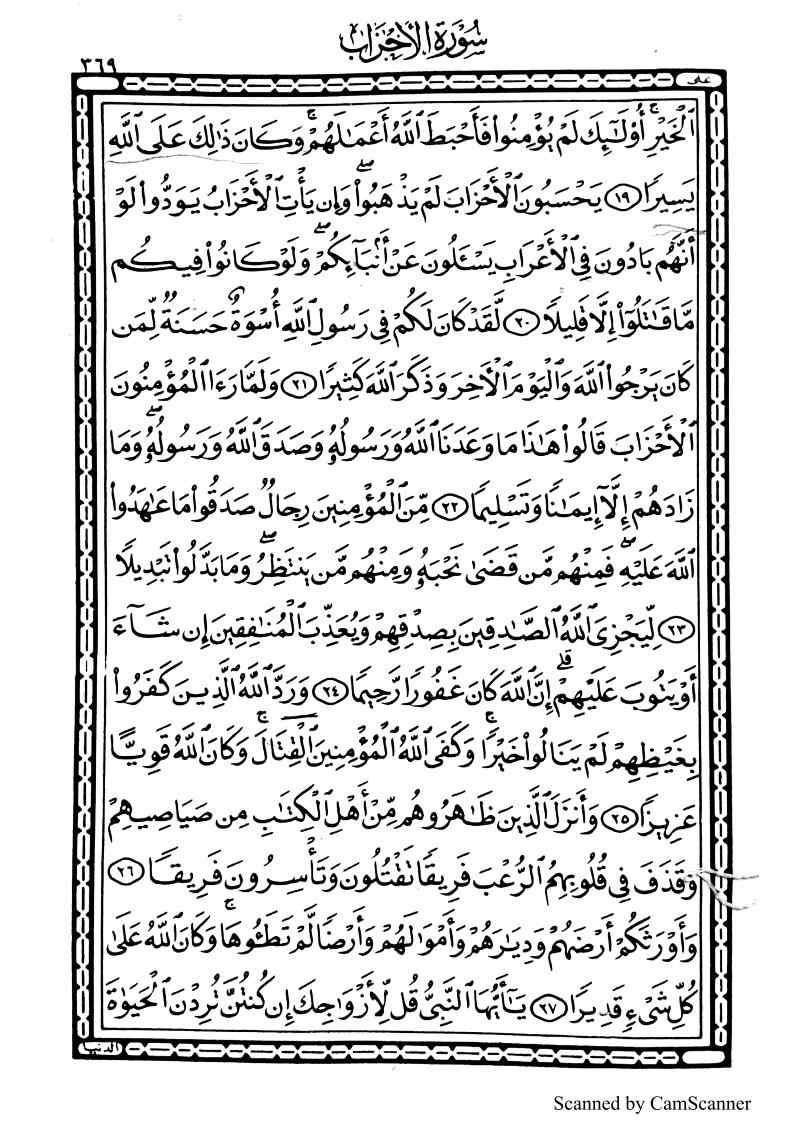 سُورَةُ الأَحْزَابِ
٣٦٩
على
ٱلْخَيْرِ ۚ أُوْلَـٰٓئِكَ لَمْ يُؤْمِنُوا۟ فَأَحْبَطَ ٱللَّهُ أَعْمَـٰلَهُمْ ۚ وَكَانَ ذَٰلِكَ عَلَى ٱللَّهِ
يَسِيرًا ١٩ يَحْسَبُونَ ٱلْأَحْزَابَ لَمْ يَذْهَبُوا۟ ۖ وَإِن يَأْتِ ٱلْأَحْزَابُ يَوَدُّوا۟ لَوْ
أَنَّهُم بَادُونَ فِى ٱلْأَعْرَابِ يَسْـَٔلُونَ عَنْ أَنۢبَآئِكُمْ ۖ وَلَوْ كَانُوا۟ فِيكُم
مَّا قَـٰتَلُوٓا۟ إِلَّا قَلِيلًا ٢٠ لَّقَدْ كَانَ لَكُمْ فِى رَسُولِ ٱللَّهِ أُسْوَةٌ حَسَنَةٌ لِّمَن
كَانَ يَرْجُوا۟ ٱللَّهَ وَٱلْيَوْمَ ٱلْأَخِرَ وَذَكَرَ ٱللَّهَ كَثِيرًا ٢١ وَلَمَّا رَءَا ٱلْمُؤْمِنُونَ
ٱلْأَحْزَابَ قَالُوا۟ هَـٰذَا مَا وَعَدَنَا ٱللَّهُ وَرَسُولُهُۥ وَصَدَقَ ٱللَّهُ وَرَسُولُهُۥ ۖ وَمَا
زَادَهُمْ إِلَّآ إِيمَـٰنًا وَتَسْلِيمًا ٢٢ مِّنَ ٱلْمُؤْمِنِينَ رِجَالٌ صَدَقُوا۟ مَا عَـٰهَدُوا۟
ٱللَّهَ عَلَيْهِ ۖ فَمِنْهُم مَّن قَضَىٰ نَحْبَهُۥ وَمِنْهُم مَّن يَنتَظِرُ ۖ وَمَا بَدَّلُوا۟ تَبْدِيلًا
٢٣ لِّيَجْزِىَ ٱللَّهُ ٱلصَّـٰدِقِينَ بِصِدْقِهِمْ وَيُعَذِّبَ ٱلْمُنَـٰفِقِينَ إِن شَآءَ
أَوْ يَتُوبَ عَلَيْهِمْ ۚ إِنَّ ٱللَّهَ كَانَ غَفُورًا رَّحِيمًا ٢٤ وَرَدَّ ٱللَّهُ ٱلَّذِينَ كَفَرُوا۟
بِغَيْظِهِمْ لَمْ يَنَالُوا۟ خَيْرًا ۚ وَكَفَى ٱللَّهُ ٱلْمُؤْمِنِينَ ٱلْقِتَالَ ۚ وَكَانَ ٱللَّهُ قَوِيًّا
عَزِيزًا ٢٥ وَأَنزَلَ ٱلَّذِينَ ظَـٰهَرُوهُم مِّنْ أَهْلِ ٱلْكِتَـٰبِ مِن صَيَاصِيهِمْ
وَقَذَفَ فِى قُلُوبِهِمُ ٱلرُّعْبَ فَرِيقًا تَقْتُلُونَ وَتَأْسِرُونَ فَرِيقًا ٢٦
وَأَوْرَثَكُمْ أَرْضَهُمْ وَدِيَـٰرَهُمْ وَأَمْوَٰلَهُمْ وَأَرْضًا لَّمْ تَطَـُٔوهَا ۚ وَكَانَ ٱللَّهُ عَلَىٰ
كُلِّ شَىْءٍ قَدِيرًا ٢٧ يَـٰٓأَيُّهَا ٱلنَّبِىُّ قُل لِّأَزْوَٰجِكَ إِن كُنتُنَّ تُرِدْنَ ٱلْحَيَوٰةَ
الدنيا
Scanned by CamScanner